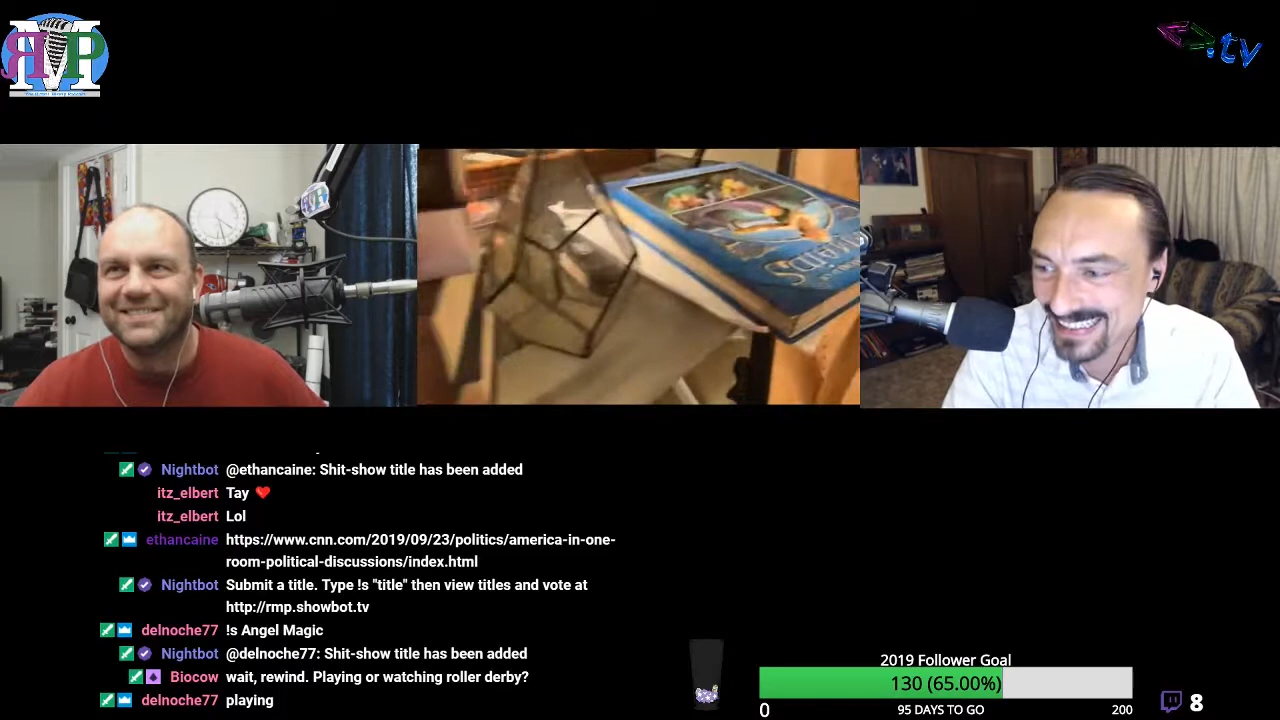 RMP
.tv
Nightbot @ethancaine: Shit-show title has been added
itz_elbert Tay ❤️
itz_elbert Lol
ethancaine https://www.cnn.com/2019/09/23/politics/america-in-one-
room-political-discussions/index.html
Nightbot Submit a title. Type !s "title" then view titles and vote at
http://rmp.showbot.tv
delnoche77 !s Angel Magic
Nightbot @delnoche77: Shit-show title has been added
Biocow wait, rewind. Playing or watching roller derby?
delnoche77 playing
2019 Follower Goal
130 (65.00%)
0 95 DAYS TO GO 200
8